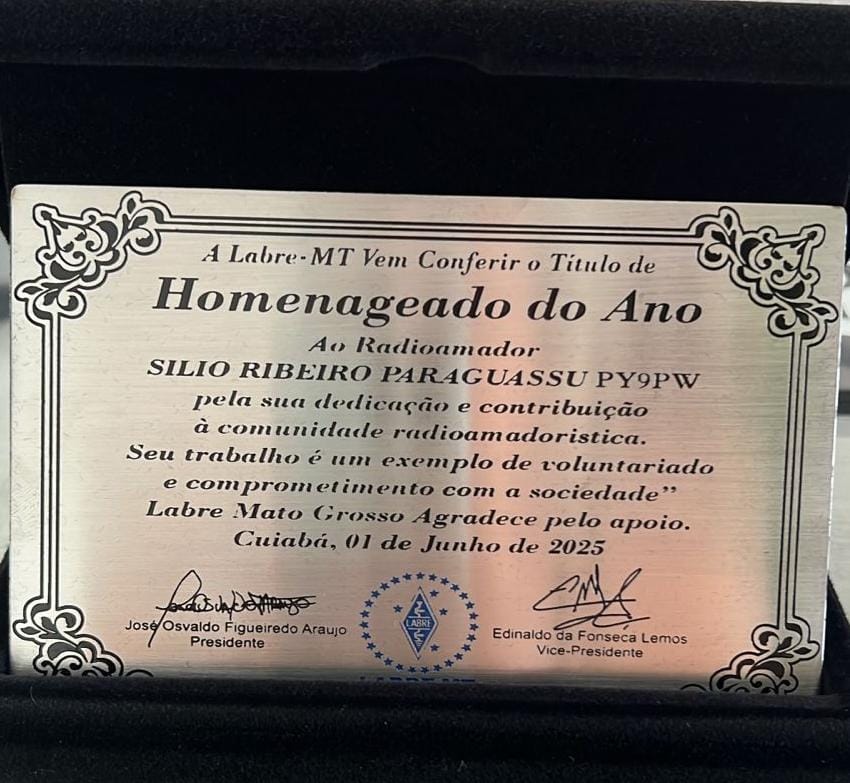 A Labre-MT Vem Conferir o Título de
Homenageado do Ano
Ao Radioamador
SILIO RIBEIRO PARAGUASSU PY9PW
pela sua dedicação e contribuição
à comunidade radioamadoristica.
Seu trabalho é um exemplo de voluntariado
e comprometimento com a sociedade”
Labre Mato Grosso Agradece pelo apoio.
Cuiabá, 01 de Junho de 2025
José Osvaldo Figueiredo Araujo
Presidente
LABRE
Edinaldo da Fonseca Lemos
Vice-Presidente